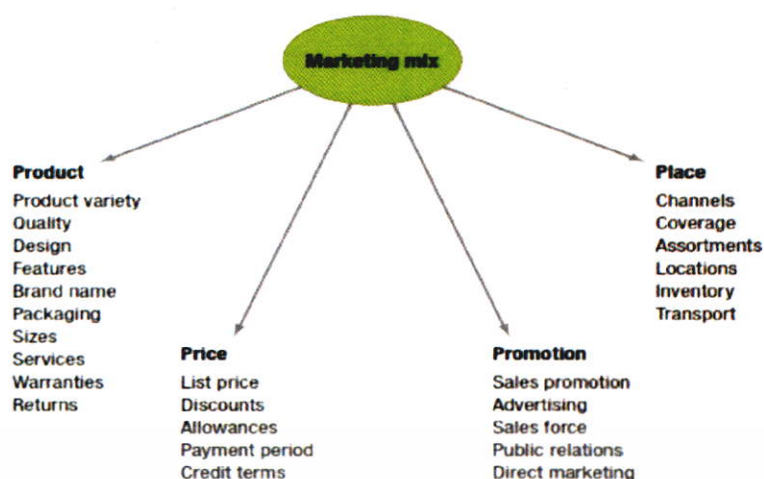 Marketing mix
Product
Product variety
Quality
Design
Features
Brand name
Packaging
Sizes
Services
Warranties
Returns
Price
List price
Discounts
Allowances
Payment period
Credit terms
Promotion
Sales promotion
Advertising
Sales force
Public relations
Direct marketing
Place
Channels
Coverage
Assortments
Locations
Inventory
Transport